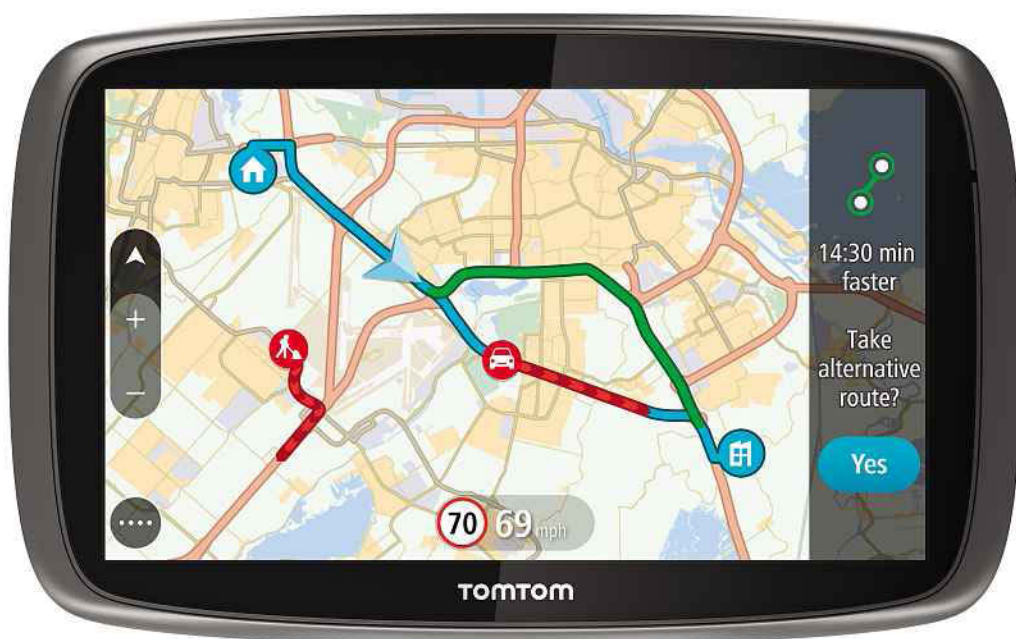 14:30 min
faster
Take
alternative
route?
Yes
70 69 mph
TOMTOM